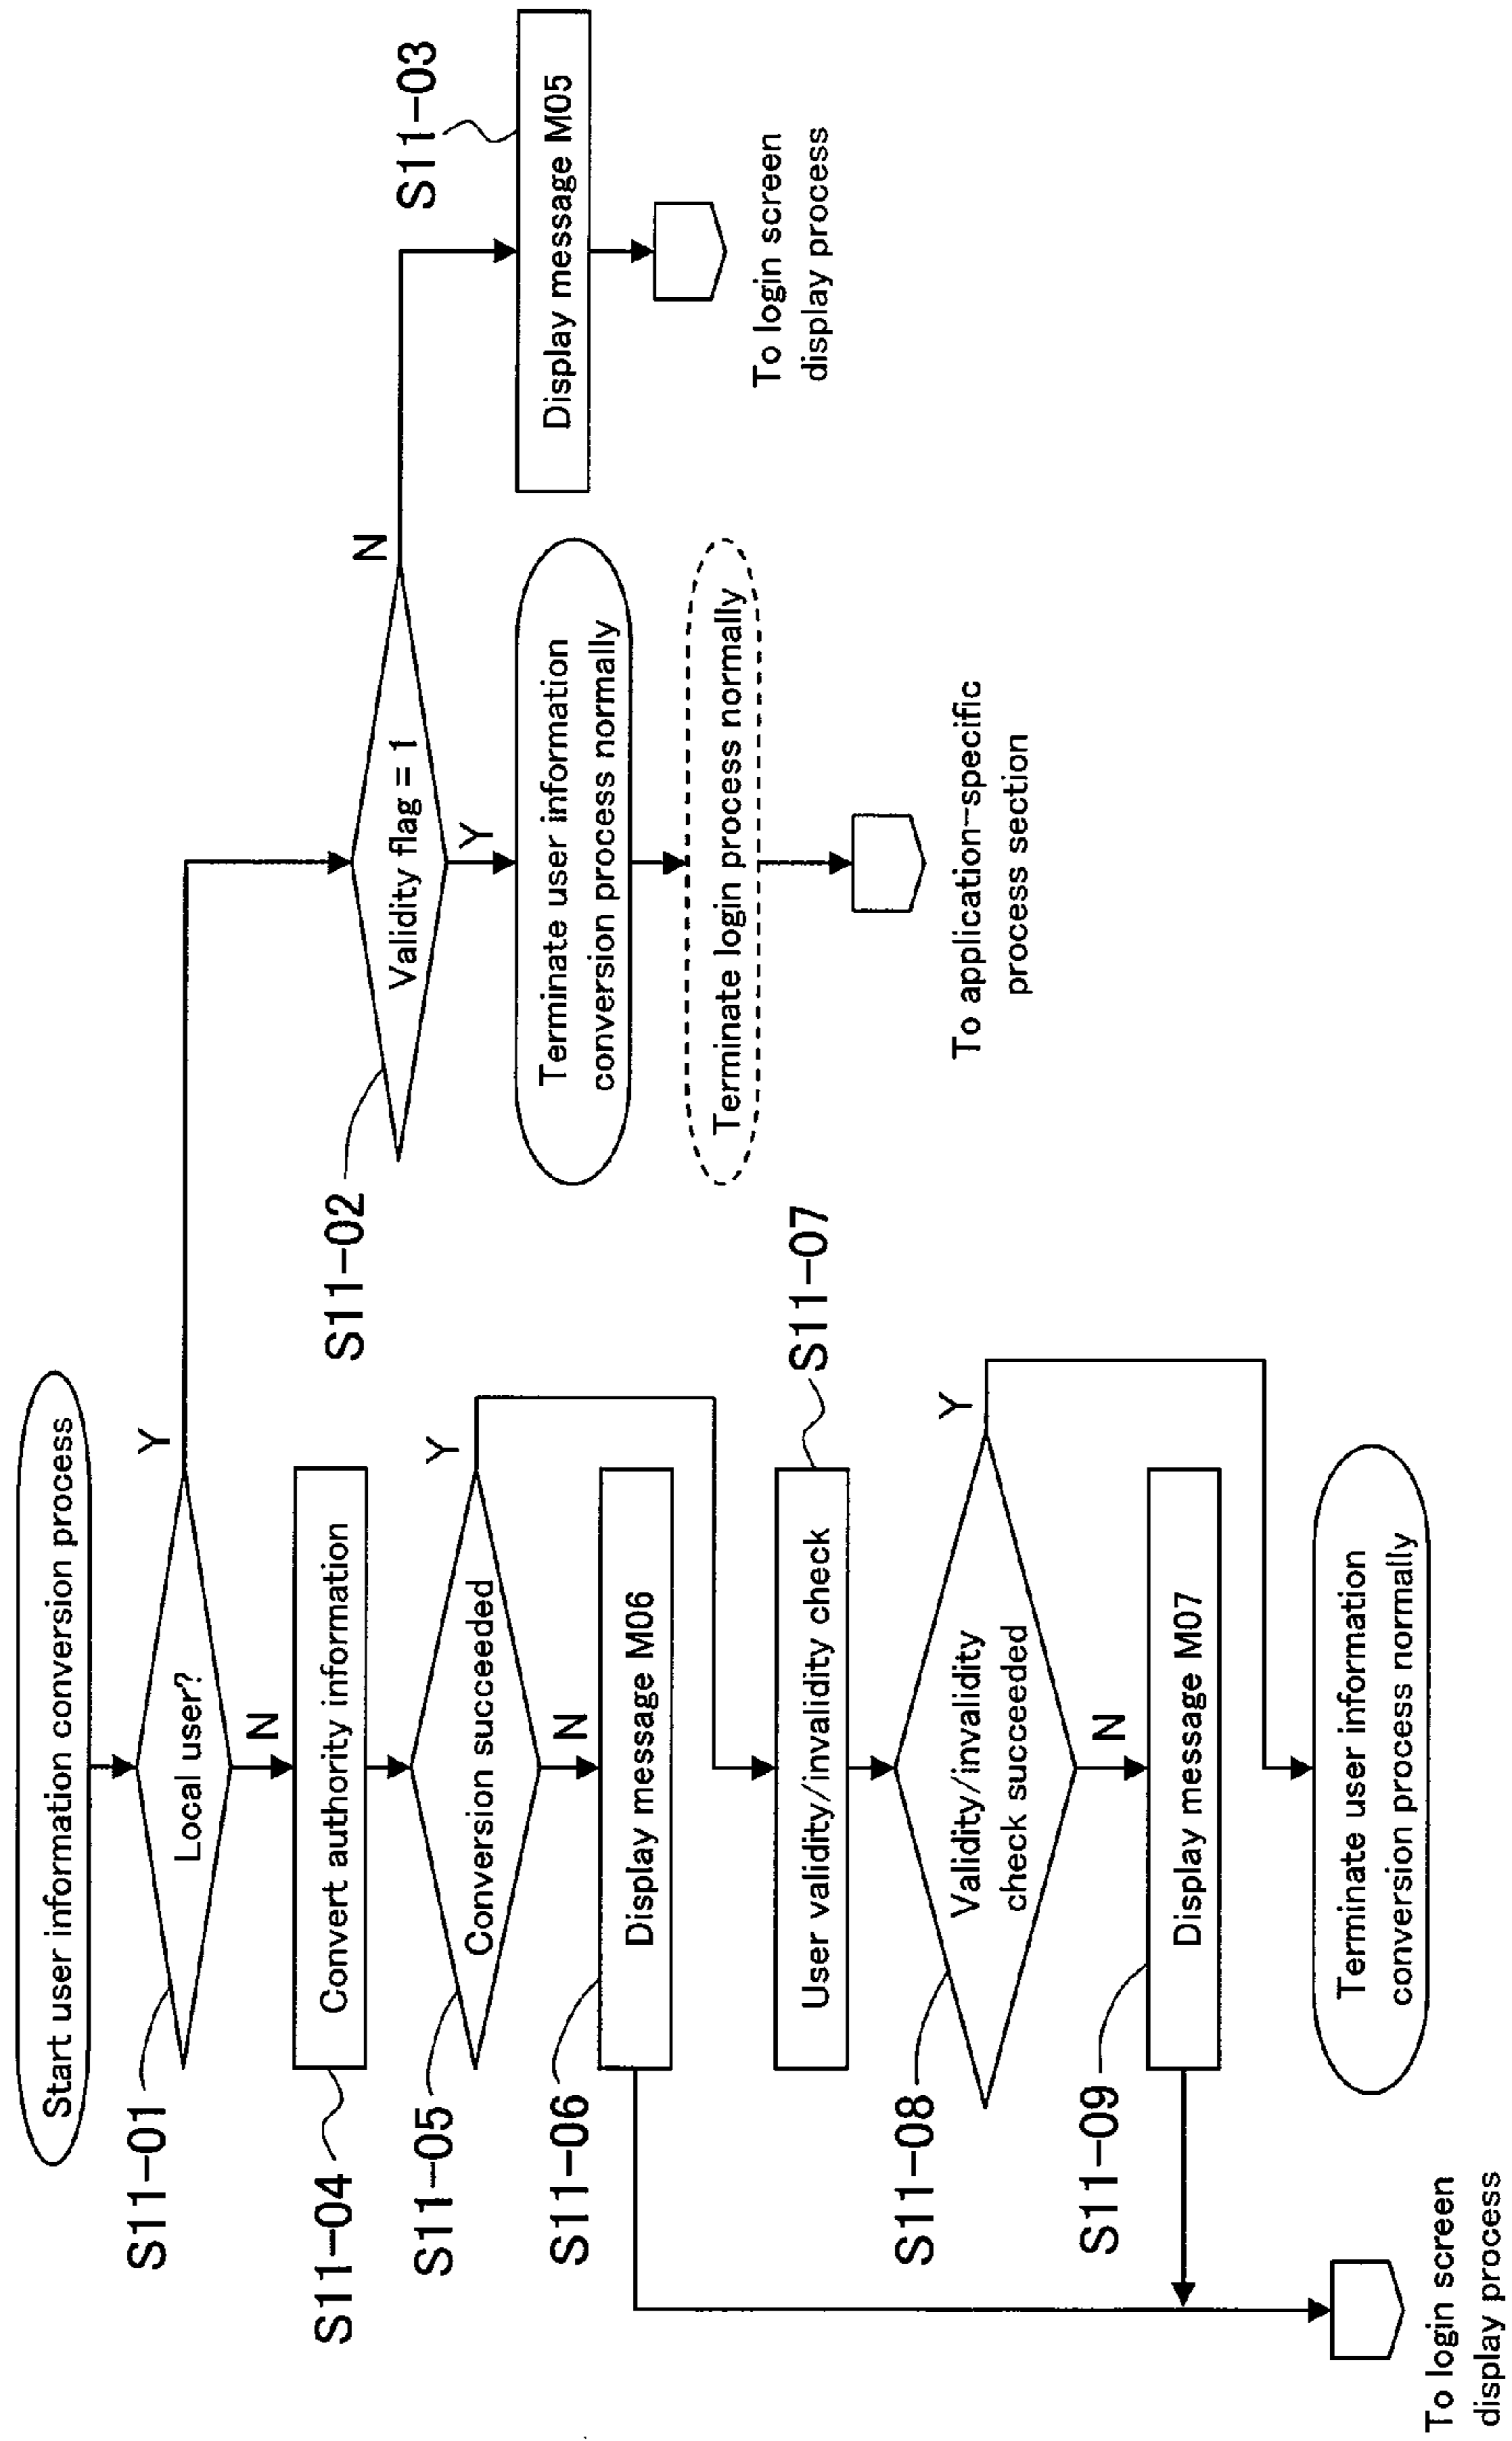 Start user information conversion process
S11-01
Local user?
Y
N
S11-04
Convert authority information
S11-05
Conversion succeeded
Y
N
S11-06
Display message M06
S11-07
User validity/invalidity check
S11-08
Validity/invalidity
check succeeded
Y
N
S11-09
Display message M07
Terminate user information
conversion process normally
To login screen
display process
S11-02
Validity flag = 1
N
Y
Terminate user information
conversion process normally
Terminate login process normally
To application-specific
process section
S11-03
Display message M05
To login screen
display process